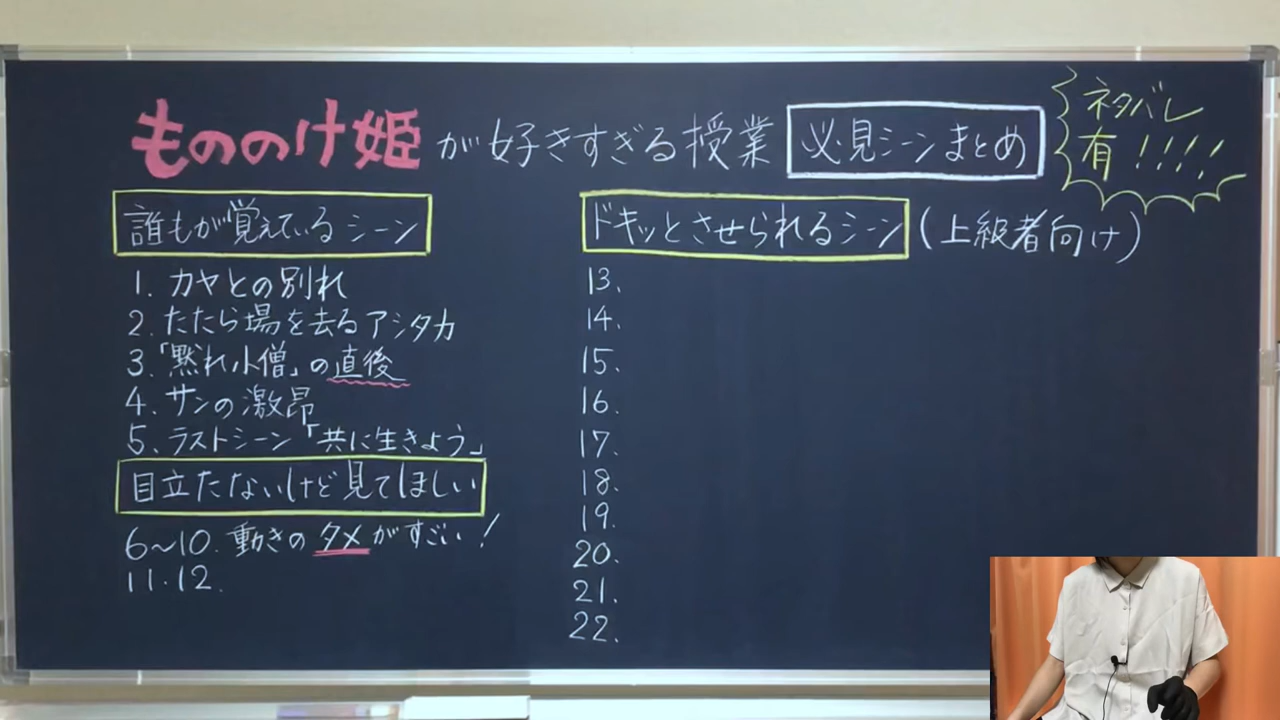 もののけ姫が好きすぎる授業 必見シーンまとめ
ネタバレ
有!!!!
誰もが覚えているシーン
1. カヤとの別れ
2. たたら場を去るアシタカ
3.「黙れ小僧」の直後
4. サンの激昂
5. ラストシーン「共に生きよう」
目立たないけど見てほしい
6~10. 動きのタメがすごい!
11.12.
ドキッとさせられるシーン(上級者向け)
13.
14.
15.
16.
17.
18.
19.
20.
21.
22.